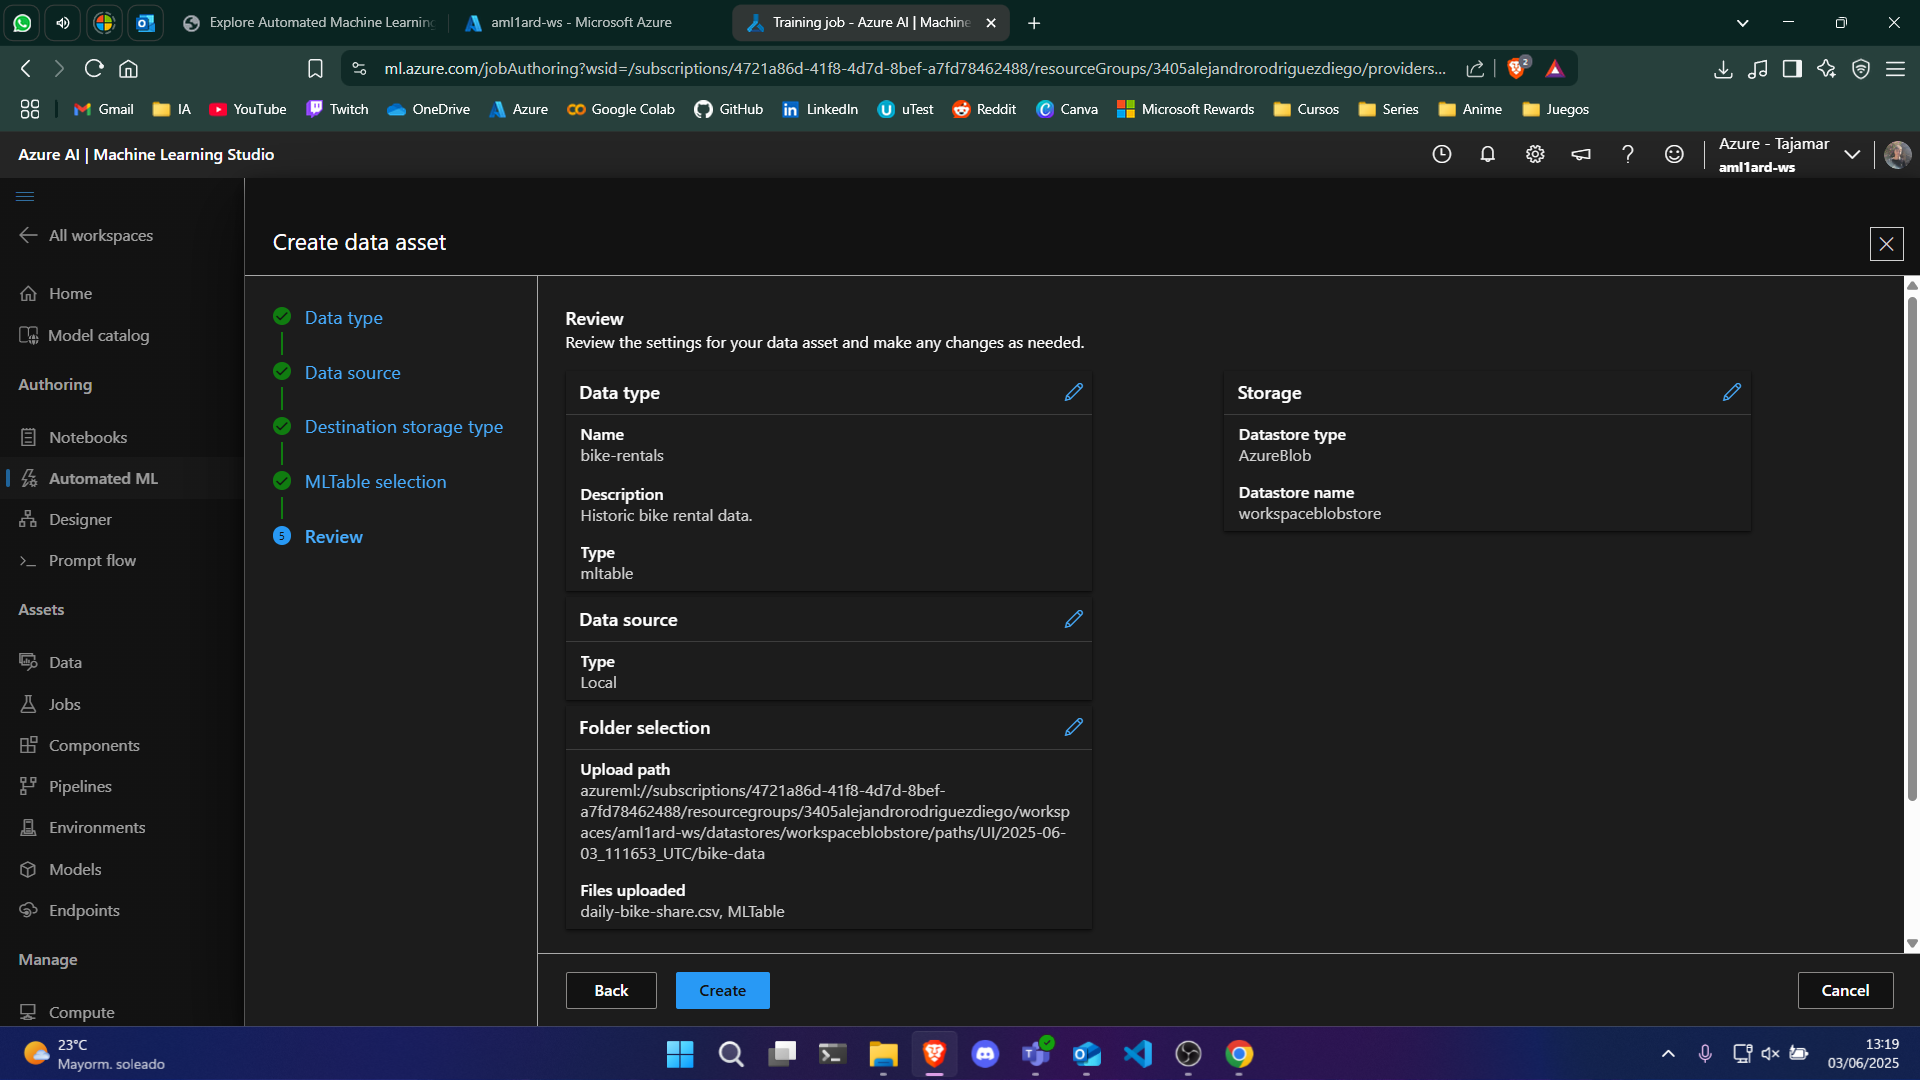 Explore Automated Machine Learning
aml1ard-ws - Microsoft Azure
Training job - Azure AI | Machine
ml.azure.com/jobAuthoring?wsid=/subscriptions/4721a86d-41f8-4d7d-8bef-a7fd78462488/resourceGroups/3405alejandrorodriguezdiego/providers...
2
Gmail
IA
YouTube
Twitch
OneDrive
Azure
Google Colab
GitHub
LinkedIn
uTest
Reddit
Canva
Microsoft Rewards
Cursos
Series
Anime
Juegos
Azure AI | Machine Learning Studio
Azure - Tajamar
aml1ard-ws
All workspaces
Home
Model catalog
Authoring
Notebooks
Automated ML
Designer
Prompt flow
Assets
Data
Jobs
Components
Pipelines
Environments
Models
Endpoints
Manage
Compute
Create data asset
Data type
Data source
Destination storage type
MLTable selection
5
Review
Review
Review the settings for your data asset and make any changes as needed.
Data type
Name
bike-rentals
Description
Historic bike rental data.
Type
mltable
Data source
Type
Local
Folder selection
Upload path
azureml://subscriptions/4721a86d-41f8-4d7d-8bef-
a7fd78462488/resourcegroups/3405alejandrorodriguezdiego/worksp
aces/aml1ard-ws/datastores/workspaceblobstore/paths/UI/2025-06-
03_111653_UTC/bike-data
Files uploaded
daily-bike-share.csv, MLTable
Storage
Datastore type
AzureBlob
Datastore name
workspaceblobstore
Back
Create
Cancel
23°C
Mayorm. soleado
13:19
03/06/2025